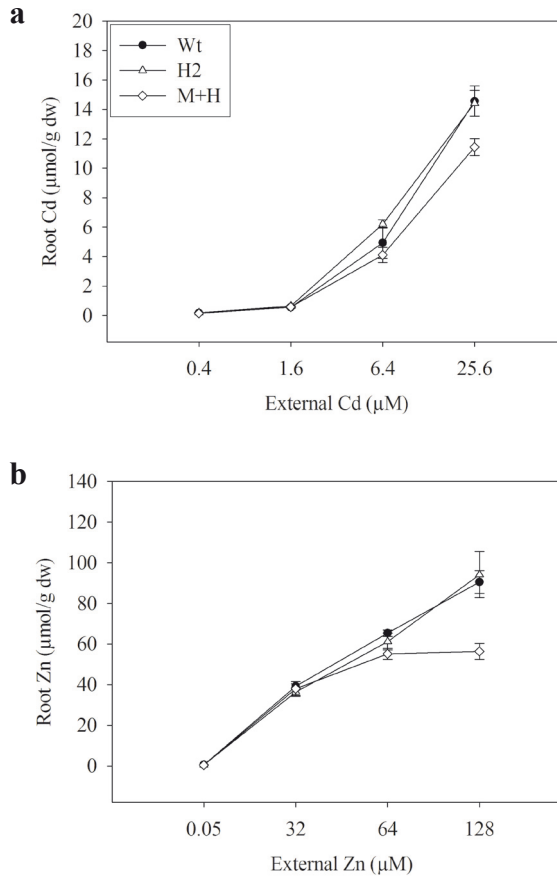 a
20
18
16
14
12
10
8
6
4
2
0
Root Cd (µmol/g dw)
Wt
H2
M+H
0.4 1.6 6.4 25.6
External Cd (µM)
b
140
120
100
80
60
40
20
0
Root Zn (µmol/g dw)
0.05 32 64 128
External Zn (µM)